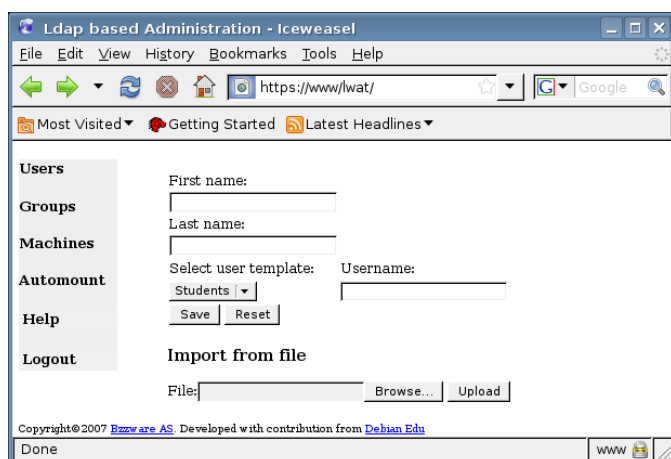 Ldap based Administration - Iceweasel
File Edit View History Bookmarks Tools Help
https://www/lwat/
G Google
Most Visited Getting Started Latest Headlines
Users
Groups
Machines
Automount
Help
Logout
First name:
Last name:
Select user template: Username:
Students
Save Reset
Import from file
File: Browse... Upload
Copyright©2007 Bzzware AS. Developed with contribution from Debian Edu
Done www